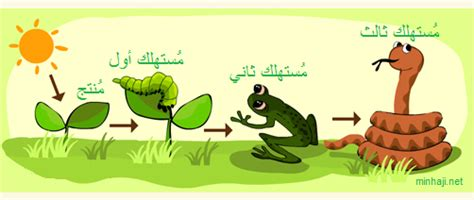 مُنتج
مُستهلك أول
مُستهلك ثاني
مُستهلك ثالث
minhaji.net